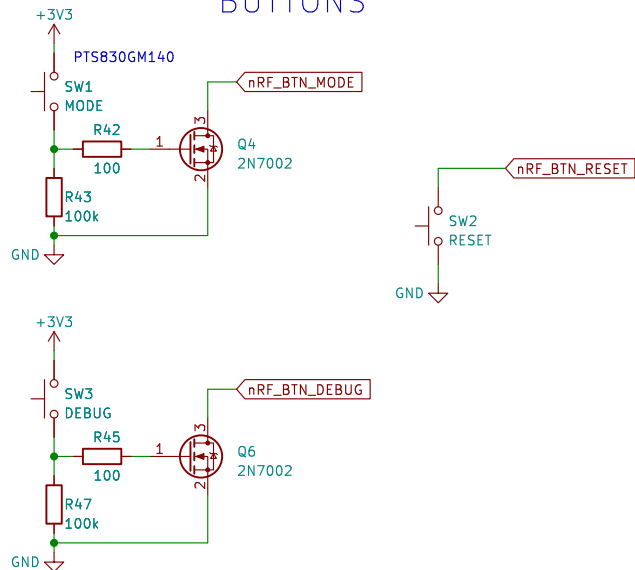 BUTTONS
+3V3
PTS830GM140
SW1
MODE
nRF_BTN_MODE
R42
100
1
3
2
Q4
2N7002
R43
100k
GND
nRF_BTN_RESET
SW2
RESET
GND
+3V3
SW3
DEBUG
nRF_BTN_DEBUG
R45
100
1
3
2
Q6
2N7002
R47
100k
GND